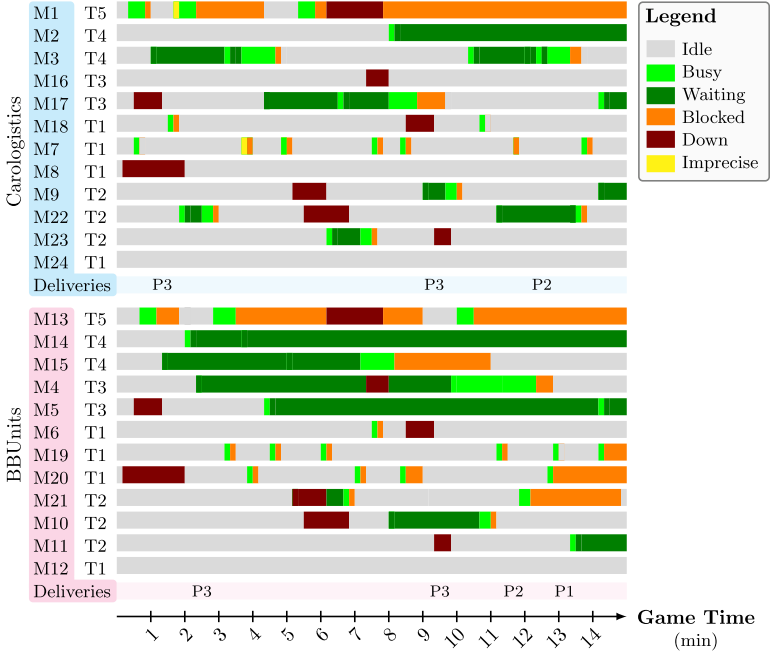 Carologistics
M1 T5
M2 T4
M3 T4
M16 T3
M17 T3
M18 T1
M7 T1
M8 T1
M9 T2
M22 T2
M23 T2
M24 T1
Deliveries P3 P3 P2
BBUnits
M13 T5
M14 T4
M15 T4
M4 T3
M5 T3
M6 T1
M19 T1
M20 T1
M21 T2
M10 T2
M11 T2
M12 T1
Deliveries P3 P3 P2 P1
1 2 3 4 5 6 7 8 9 10 11 12 13 14
Game Time
(min)
Legend
Idle
Busy
Waiting
Blocked
Down
Imprecise